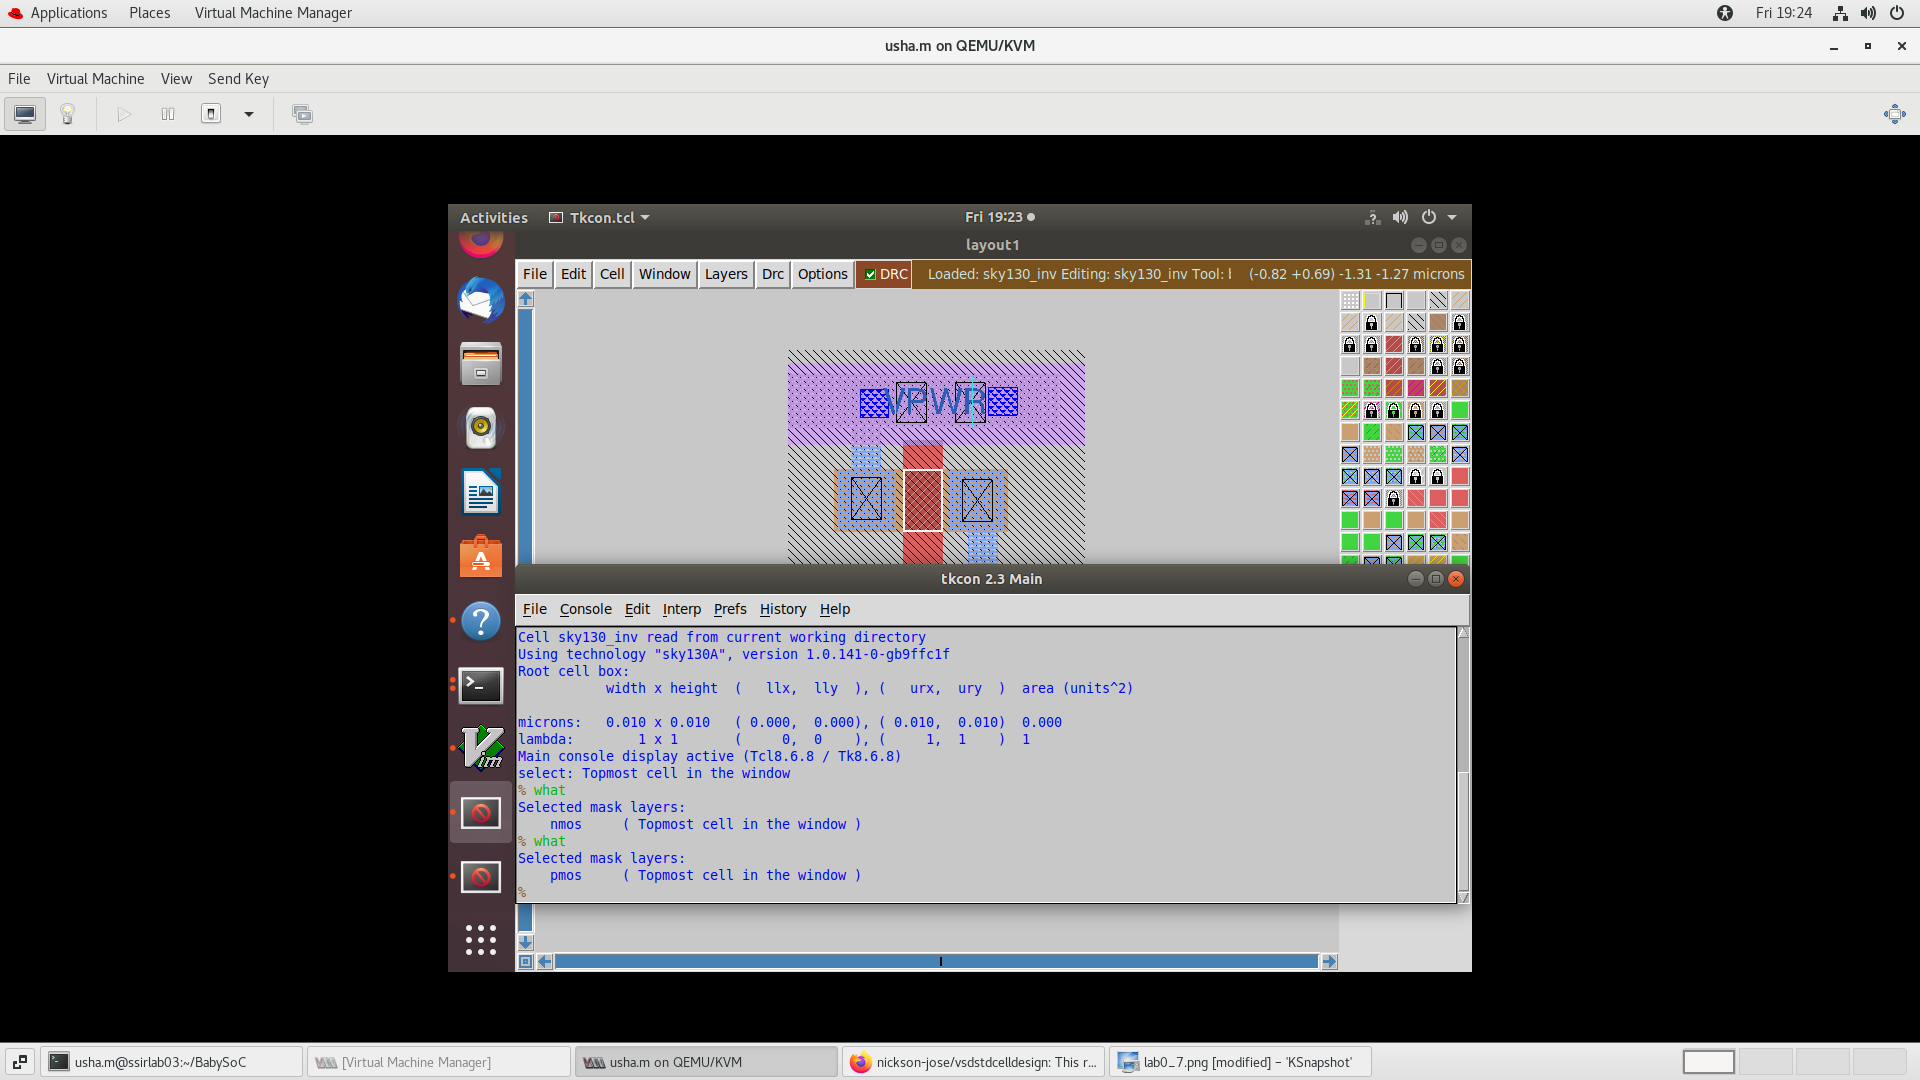 Applications Places Virtual Machine Manager Fri 19:24
usha.m on QEMU/KVM
File Virtual Machine View Send Key
Activities Tkcon.tcl Fri 19:23
layout1
File Edit Cell Window Layers Drc Options DRC Loaded: sky130_inv Editing: sky130_inv Tool: (-0.82 +0.69) -1.31 -1.27 microns
VPWR
tkcon 2.3 Main
File Console Edit Interp Prefs History Help
Cell sky130_inv read from current working directory
Using technology "sky130A", version 1.0.141-0-gb9ffc1f
Root cell box:
width x height ( llx, lly ), ( urx, ury ) area (units^2)
microns: 0.010 x 0.010 ( 0.000, 0.000), ( 0.010, 0.010) 0.000
lambda: 1 x 1 ( 0, 0 ), ( 1, 1 ) 1
Main console display active (Tcl8.6.8 / Tk8.6.8)
select: Topmost cell in the window
% what
Selected mask layers:
nmos ( Topmost cell in the window )
% what
Selected mask layers:
pmos ( Topmost cell in the window )
%
usha.m@ssirlab03:~/BabySoC [Virtual Machine Manager] usha.m on QEMU/KVM nickson-jose/vsdstdcelldesign: This r... lab0_7.png [modified] – 'KSnapshot'